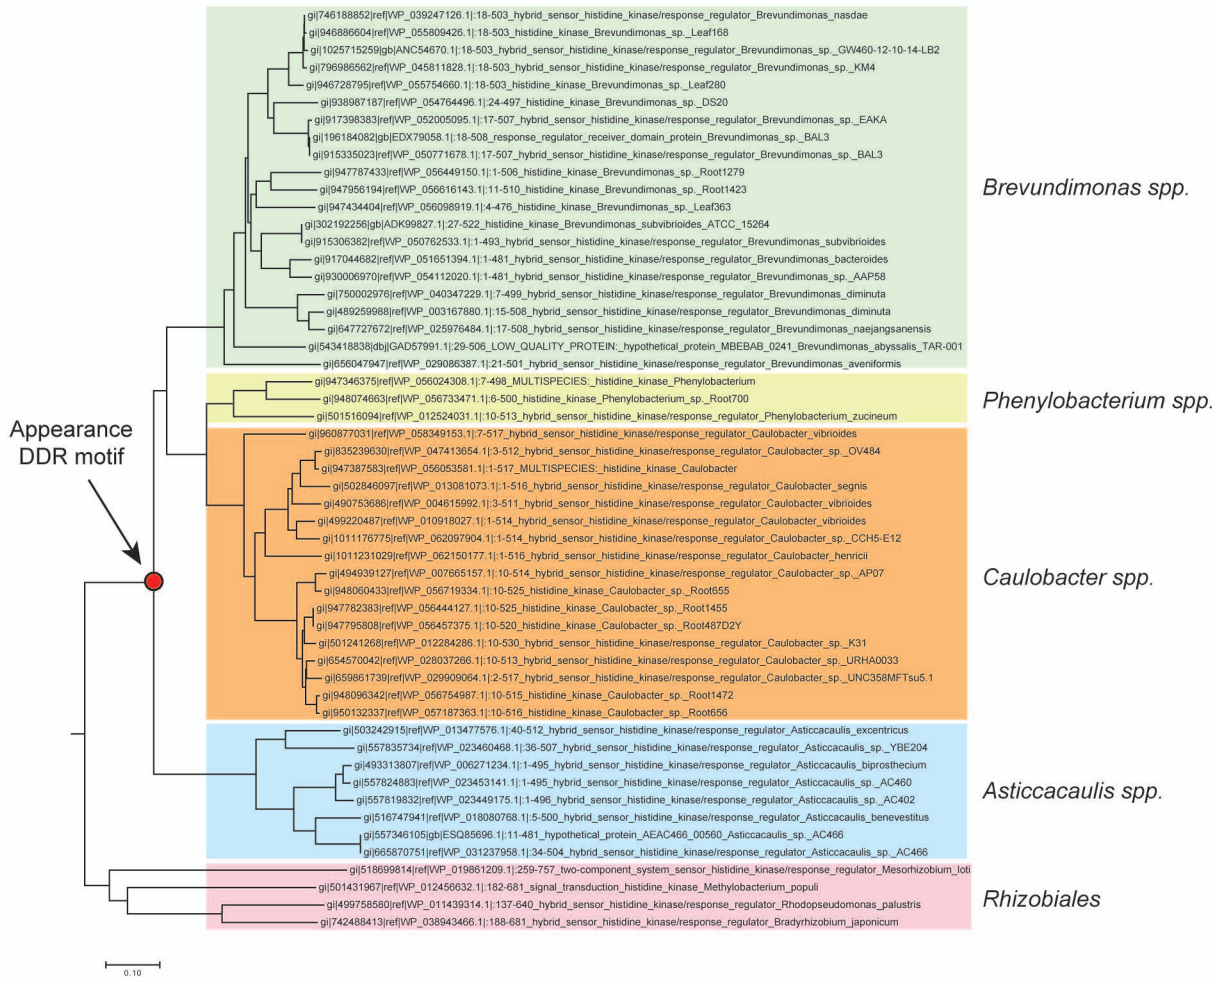 gi|746188852|ref|WP_039247126.1|:18-503_hybrid_sensor_histidine_kinase/response_regulator_Brevundimonas_nasdae
gi|946886604|ref|WP_055809426.1|:18-503_histidine_kinase_Brevundimonas_sp._Leaf168
gi|1025715259|gb|ANC54670.1|:18-503_hybrid_sensor_histidine_kinase/response_regulator_Brevundimonas_sp._GW460-12-10-14-LB2
gi|796986562|ref|WP_045811828.1|:18-503_hybrid_sensor_histidine_kinase/response_regulator_Brevundimonas_sp._KM4
gi|946728795|ref|WP_055754660.1|:18-503_histidine_kinase_Brevundimonas_sp._Leaf280
gi|938987187|ref|WP_054764496.1|:24-497_histidine_kinase_Brevundimonas_sp._DS20
gi|917398383|ref|WP_052005095.1|:17-507_hybrid_sensor_histidine_kinase/response_regulator_Brevundimonas_sp._EAKA
gi|196184082|gb|EDX79058.1|:18-508_response_regulator_receiver_domain_protein_Brevundimonas_sp._BAL3
gi|915335023|ref|WP_050771678.1|:17-507_hybrid_sensor_histidine_kinase/response_regulator_Brevundimonas_sp._BAL3
gi|947787433|ref|WP_056449150.1|:1-506_histidine_kinase_Brevundimonas_sp._Root1279
gi|947956194|ref|WP_056616143.1|:11-510_histidine_kinase_Brevundimonas_sp._Root1423
gi|947434404|ref|WP_056098919.1|:4-476_histidine_kinase_Brevundimonas_sp._Leaf363
gi|302192256|gb|ADK99827.1|:27-522_histidine_kinase_Brevundimonas_subvibrioides_ATCC_15264
gi|915306382|ref|WP_050762533.1|:1-493_hybrid_sensor_histidine_kinase/response_regulator_Brevundimonas_subvibrioides
gi|917044682|ref|WP_051651394.1|:1-481_hybrid_sensor_histidine_kinase/response_regulator_Brevundimonas_bacteroides
gi|930006970|ref|WP_054112020.1|:1-481_hybrid_sensor_histidine_kinase/response_regulator_Brevundimonas_sp._AAP58
gi|750002976|ref|WP_040347229.1|:7-499_hybrid_sensor_histidine_kinase/response_regulator_Brevundimonas_diminuta
gi|489259988|ref|WP_003167880.1|:15-508_hybrid_sensor_histidine_kinase/response_regulator_Brevundimonas_diminuta
gi|647727672|ref|WP_025976484.1|:17-508_hybrid_sensor_histidine_kinase/response_regulator_Brevundimonas_naejangsanensis
gi|543418838|dbj|GAD57991.1|:29-506_LOW_QUALITY_PROTEIN:_hypothetical_protein_MBEBAB_0241_Brevundimonas_abyssalis_TAR-001
gi|656047947|ref|WP_029086387.1|:21-501_hybrid_sensor_histidine_kinase/response_regulator_Brevundimonas_aveniformis
Brevundimonas spp.
gi|947346375|ref|WP_056024308.1|:7-498_MULTISPECIES:_histidine_kinase_Phenylobacterium
gi|948074663|ref|WP_056733471.1|:6-500_histidine_kinase_Phenylobacterium_sp._Root700
gi|501516094|ref|WP_012524031.1|:10-513_hybrid_sensor_histidine_kinase/response_regulator_Phenylobacterium_zucineum
Phenylobacterium spp.
Appearance
DDR motif
gi|960877031|ref|WP_058349153.1|:7-517_hybrid_sensor_histidine_kinase/response_regulator_Caulobacter_vibrioides
gi|835239630|ref|WP_047413654.1|:3-512_hybrid_sensor_histidine_kinase/response_regulator_Caulobacter_sp._OV484
gi|947387583|ref|WP_056053581.1|:1-517_MULTISPECIES:_histidine_kinase_Caulobacter
gi|502846097|ref|WP_013081073.1|:1-516_hybrid_sensor_histidine_kinase/response_regulator_Caulobacter_segnis
gi|490753686|ref|WP_004615992.1|:3-511_hybrid_sensor_histidine_kinase/response_regulator_Caulobacter_vibrioides
gi|499220487|ref|WP_010918027.1|:1-514_hybrid_sensor_histidine_kinase/response_regulator_Caulobacter_vibrioides
gi|1011176775|ref|WP_062097904.1|:1-514_hybrid_sensor_histidine_kinase/response_regulator_Caulobacter_sp._CCH5-E12
gi|1011231029|ref|WP_062150177.1|:1-516_hybrid_sensor_histidine_kinase/response_regulator_Caulobacter_henricii
gi|494939127|ref|WP_007665157.1|:10-514_hybrid_sensor_histidine_kinase/response_regulator_Caulobacter_sp._AP07
gi|948060433|ref|WP_056719334.1|:10-525_histidine_kinase_Caulobacter_sp._Root655
gi|947782383|ref|WP_056444127.1|:10-525_histidine_kinase_Caulobacter_sp._Root1455
gi|947795808|ref|WP_056457375.1|:10-520_histidine_kinase_Caulobacter_sp._Root487D2Y
gi|501241268|ref|WP_012284286.1|:10-530_hybrid_sensor_histidine_kinase/response_regulator_Caulobacter_sp._K31
gi|654570042|ref|WP_028037266.1|:10-513_hybrid_sensor_histidine_kinase/response_regulator_Caulobacter_sp._URHA0033
gi|659861739|ref|WP_029909064.1|:2-517_hybrid_sensor_histidine_kinase/response_regulator_Caulobacter_sp._UNC358MFTsu5.1
gi|948096342|ref|WP_056754987.1|:10-515_histidine_kinase_Caulobacter_sp._Root1472
gi|950132337|ref|WP_057187363.1|:10-516_histidine_kinase_Caulobacter_sp._Root656
Caulobacter spp.
gi|503242915|ref|WP_013477576.1|:40-512_hybrid_sensor_histidine_kinase/response_regulator_Asticcacaulis_excentricus
gi|557835734|ref|WP_023460468.1|:36-507_hybrid_sensor_histidine_kinase/response_regulator_Asticcacaulis_sp._YBE204
gi|493313807|ref|WP_006271234.1|:1-495_hybrid_sensor_histidine_kinase/response_regulator_Asticcacaulis_biprosthecium
gi|557824883|ref|WP_023453141.1|:1-495_hybrid_sensor_histidine_kinase/response_regulator_Asticcacaulis_sp._AC460
gi|557819832|ref|WP_023449175.1|:1-496_hybrid_sensor_histidine_kinase/response_regulator_Asticcacaulis_sp._AC402
gi|516747941|ref|WP_018080768.1|:5-500_hybrid_sensor_histidine_kinase/response_regulator_Asticcacaulis_benevestitus
gi|557346105|gb|ESQ85696.1|:11-481_hypothetical_protein_AEAC466_00560_Asticcacaulis_sp._AC466
gi|665870751|ref|WP_031237958.1|:34-504_hybrid_sensor_histidine_kinase/response_regulator_Asticcacaulis_sp._AC466
Asticcacaulis spp.
gi|518699814|ref|WP_019861209.1|:259-757_two-component_system_sensor_histidine_kinase/response_regulator_Mesorhizobium_loti
gi|501431967|ref|WP_012456632.1|:182-681_signal_transduction_histidine_kinase_Methylobacterium_populi
gi|499758580|ref|WP_011439314.1|:137-640_hybrid_sensor_histidine_kinase/response_regulator_Rhodopseudomonas_palustris
gi|742488413|ref|WP_038943466.1|:188-681_hybrid_sensor_histidine_kinase/response_regulator_Bradyrhizobium_japonicum
Rhizobiales
0.10